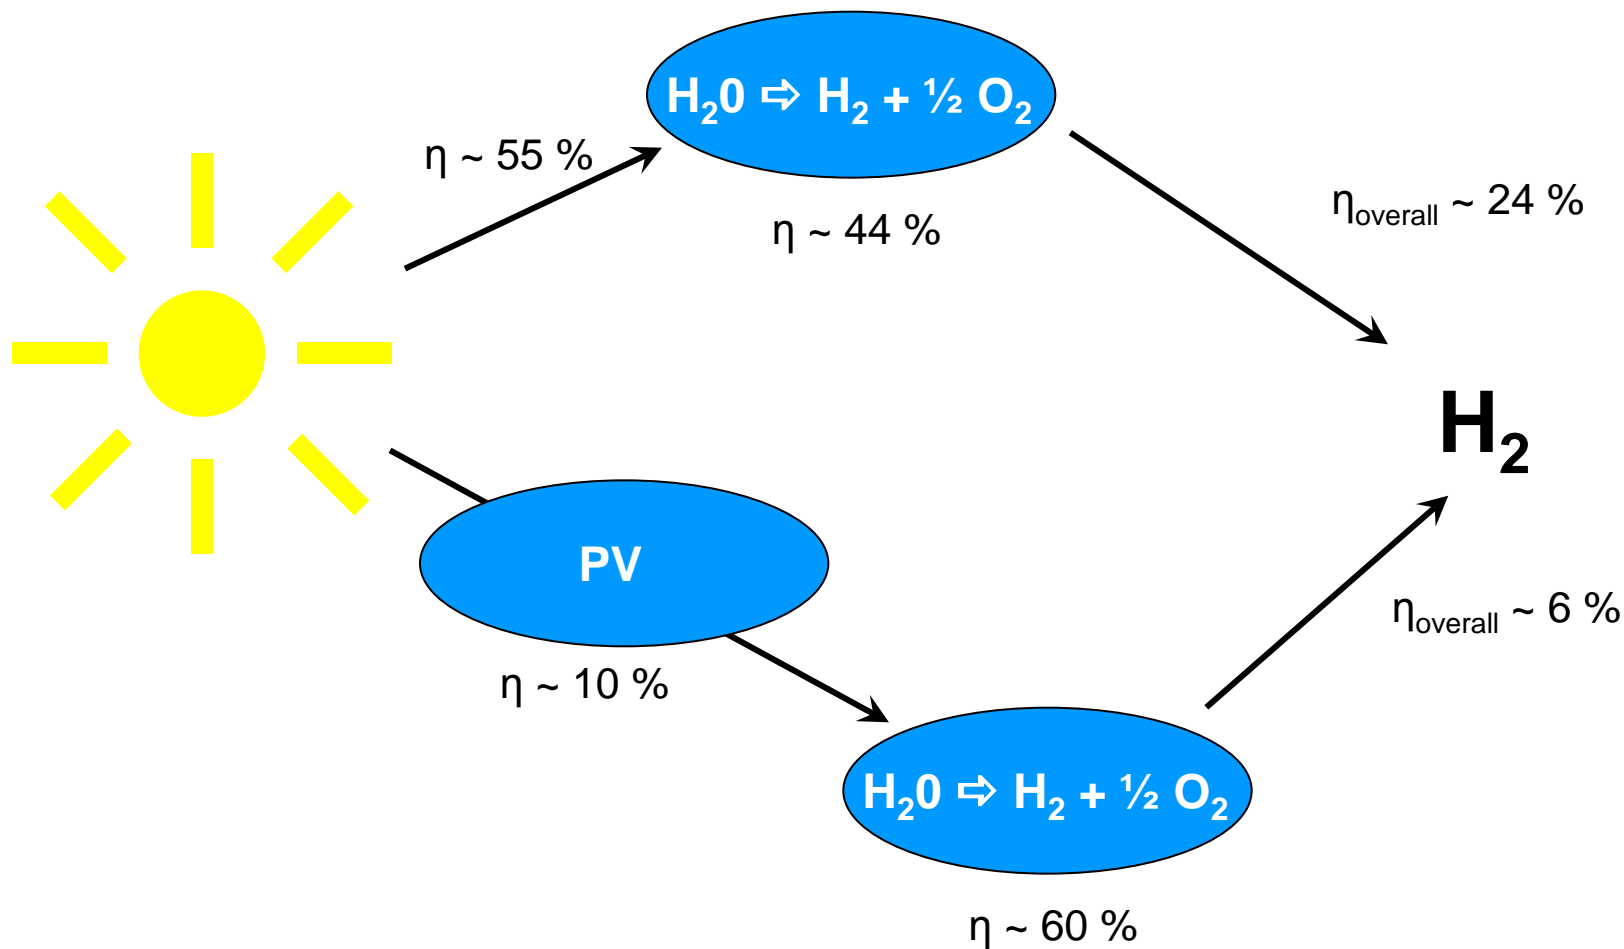 H₂0 ⇨ H₂ + ½ O₂
η ~ 55 %
η ~ 44 %
ηoverall ~ 24 %
H₂
PV
η ~ 10 %
ηoverall ~ 6 %
H₂0 ⇨ H₂ + ½ O₂
η ~ 60 %